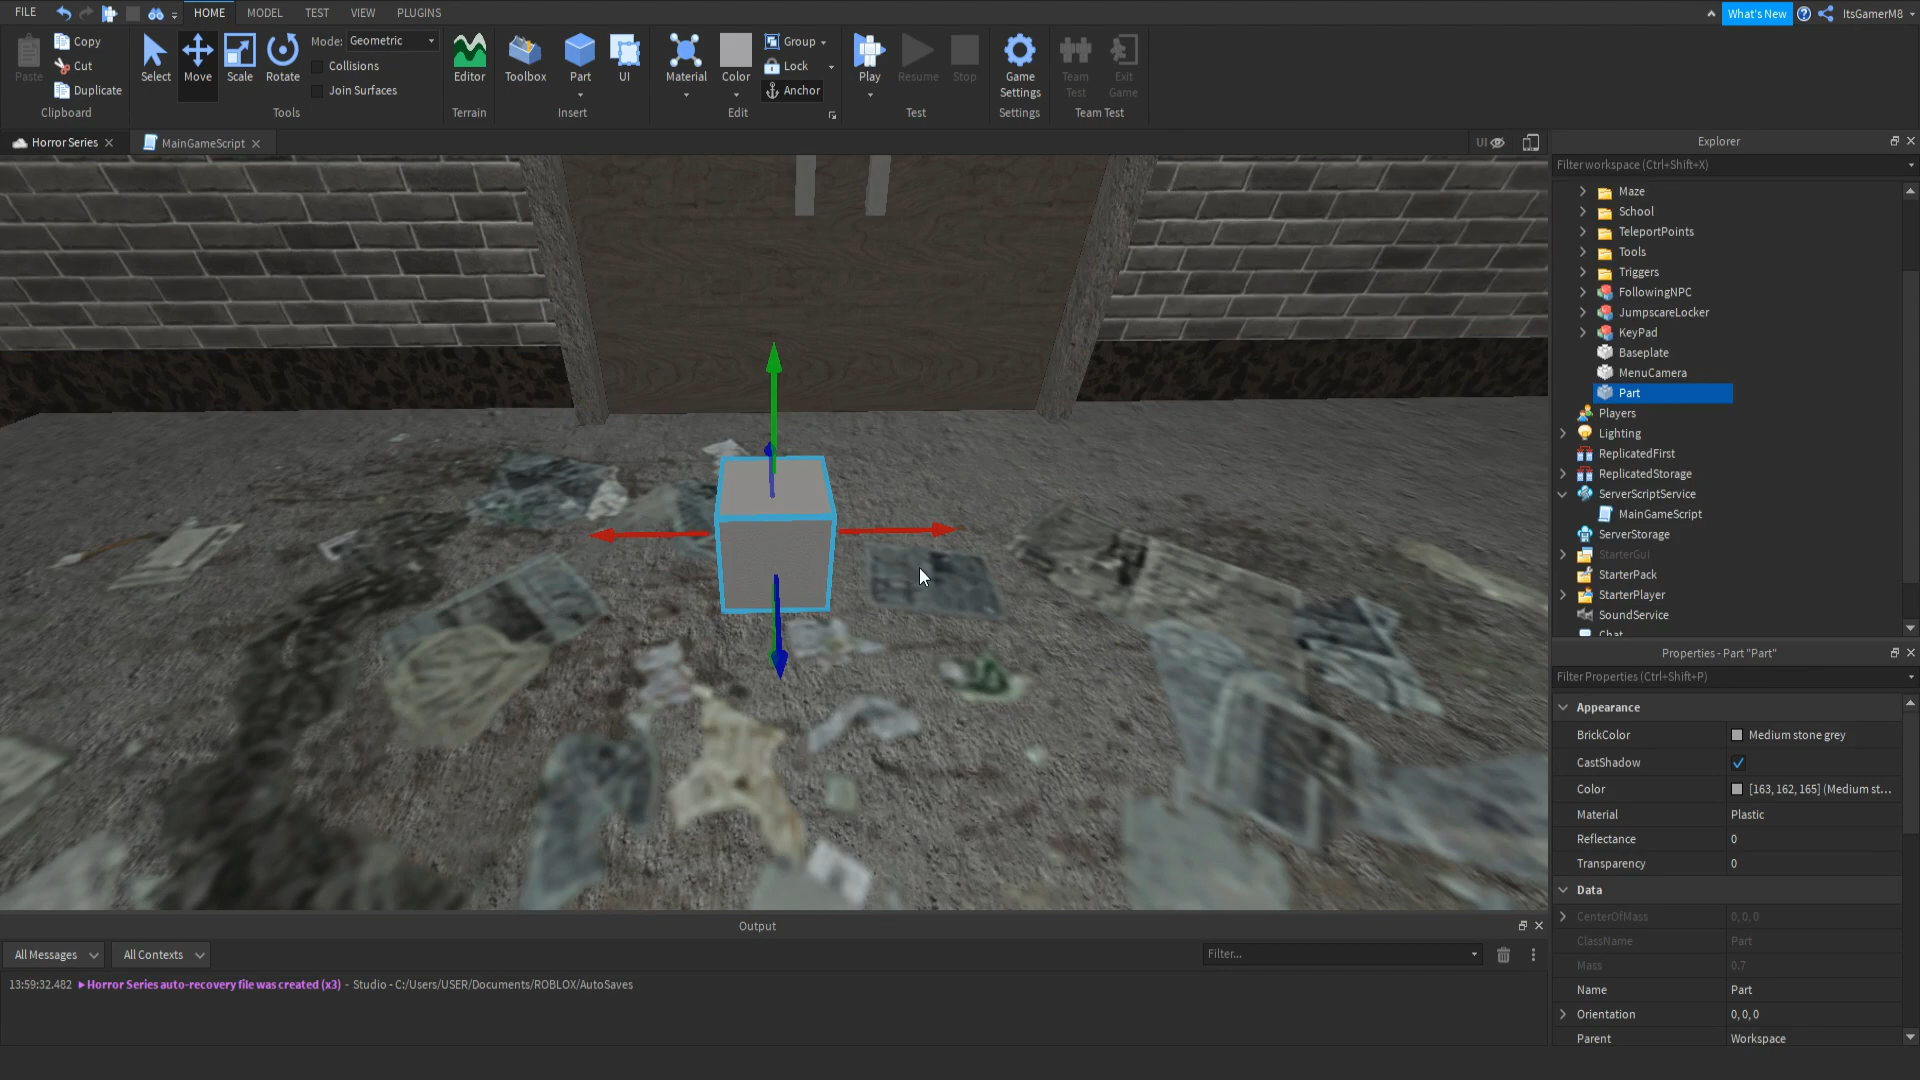 FILE HOME MODEL TEST VIEW PLUGINS What's New ItsGamerM8
Paste Copy Cut Duplicate Clipboard
Select Move Scale Rotate Mode: Geometric Collisions Join Surfaces Tools
Editor Terrain
Toolbox Part UI Insert
Material Color Group Lock Anchor Edit
Play Resume Stop Test
Game Settings Settings
Team Test Exit Game Team Test
Horror Series MainGameScript UI
Explorer
Filter workspace (Ctrl+Shift+X)
Maze
School
TeleportPoints
Tools
Triggers
FollowingNPC
JumpscareLocker
KeyPad
Baseplate
MenuCamera
Part
Players
Lighting
ReplicatedFirst
ReplicatedStorage
ServerScriptService
MainGameScript
ServerStorage
StarterGui
StarterPack
StarterPlayer
SoundService
Chat
Properties - Part "Part"
Filter Properties (Ctrl+Shift+P)
Appearance
BrickColor Medium stone grey
CastShadow
Color [163, 162, 165] (Medium st...
Material Plastic
Reflectance 0
Transparency 0
Data
CenterOfMass 0, 0, 0
ClassName Part
Mass 0.7
Name Part
Orientation 0, 0, 0
Parent Workspace
Output
All Messages All Contexts Filter...
13:59:32.482 Horror Series auto-recovery file was created (x3) - Studio - C:/Users/USER/Documents/ROBLOX/AutoSaves